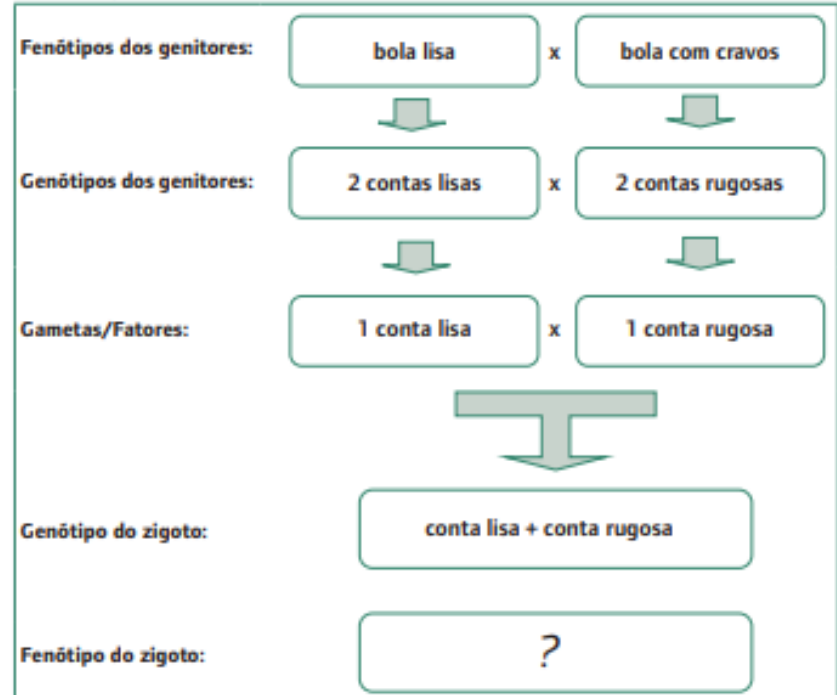 Fenótipos dos genitores: bola lisa x bola com cravos
Genótipos dos genitores: 2 contas lisas x 2 contas rugosas
Gametas/Fatores: 1 conta lisa x 1 conta rugosa
Genótipo do zigoto: conta lisa + conta rugosa
Fenótipo do zigoto: ?